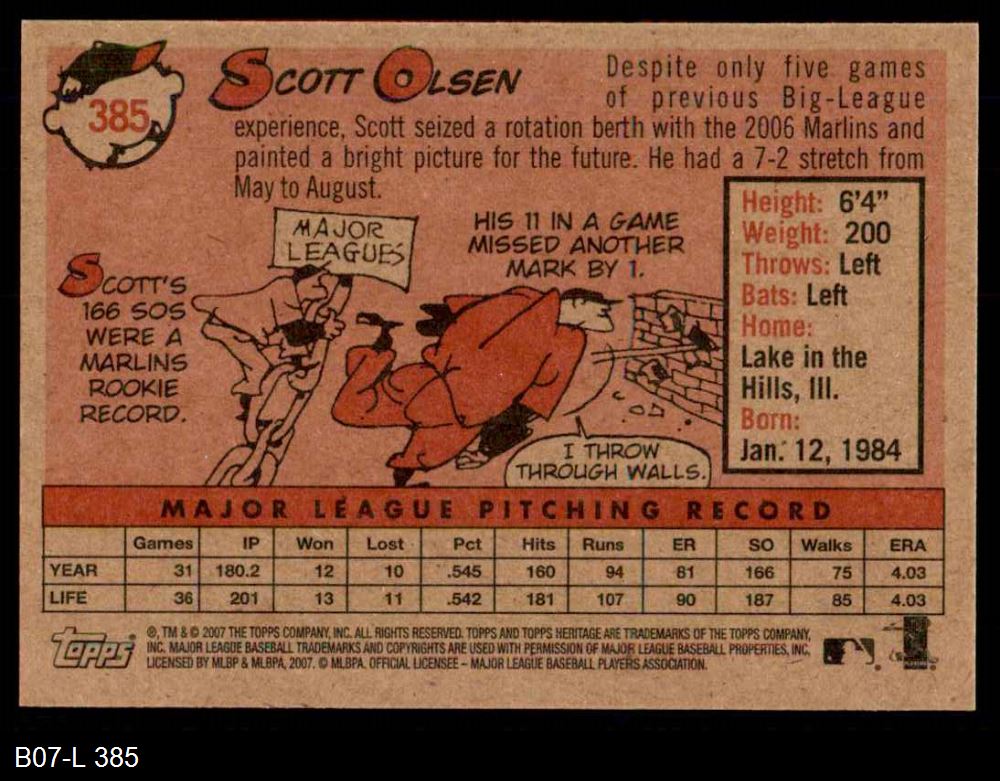 385
SCOTT OLSEN
Despite only five games
of previous Big-League
experience, Scott seized a rotation berth with the 2006 Marlins and
painted a bright picture for the future. He had a 7-2 stretch from
May to August.
MAJOR
LEAGUES
HIS 11 IN A GAME
MISSED ANOTHER
MARK BY 1.
SCOTT'S
166 SOS
WERE A
MARLINS
ROOKIE
RECORD.
I THROW
THROUGH WALLS.
Height: 6'4"
Weight: 200
Throws: Left
Bats: Left
Home:
Lake in the
Hills, Ill.
Born:
Jan. 12, 1984
MAJOR LEAGUE PITCHING RECORD
Games IP Won Lost Pct Hits Runs ER SO Walks ERA
YEAR 31 180.2 12 10 .545 160 94 81 166 75 4.03
LIFE 36 201 13 11 .542 181 107 90 187 85 4.03
Topps ®
®, TM & © 2007 THE TOPPS COMPANY, INC. ALL RIGHTS RESERVED. TOPPS AND TOPPS HERITAGE ARE TRADEMARKS OF THE TOPPS COMPANY,
INC. MAJOR LEAGUE BASEBALL TRADEMARKS AND COPYRIGHTS ARE USED WITH PERMISSION OF MAJOR LEAGUE BASEBALL PROPERTIES, INC.
LICENSED BY MLBP & MLBPA, 2007. © MLBPA. OFFICIAL LICENSEE – MAJOR LEAGUE BASEBALL PLAYERS ASSOCIATION.
B07-L 385